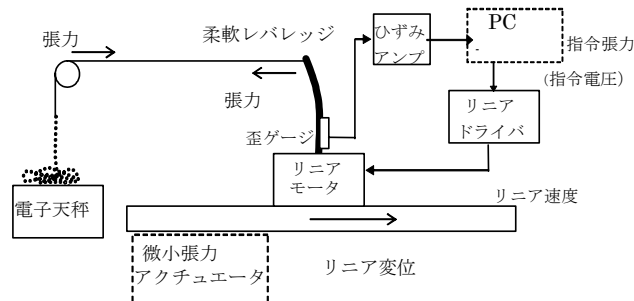 張力
柔軟レバレッジ
ひずみ
アンプ
PC
指令張力
(指令電圧)
張力
リニア
ドライバ
歪ゲージ
リニア
モータ
電子天秤
リニア速度
微小張力
アクチュエータ
リニア変位